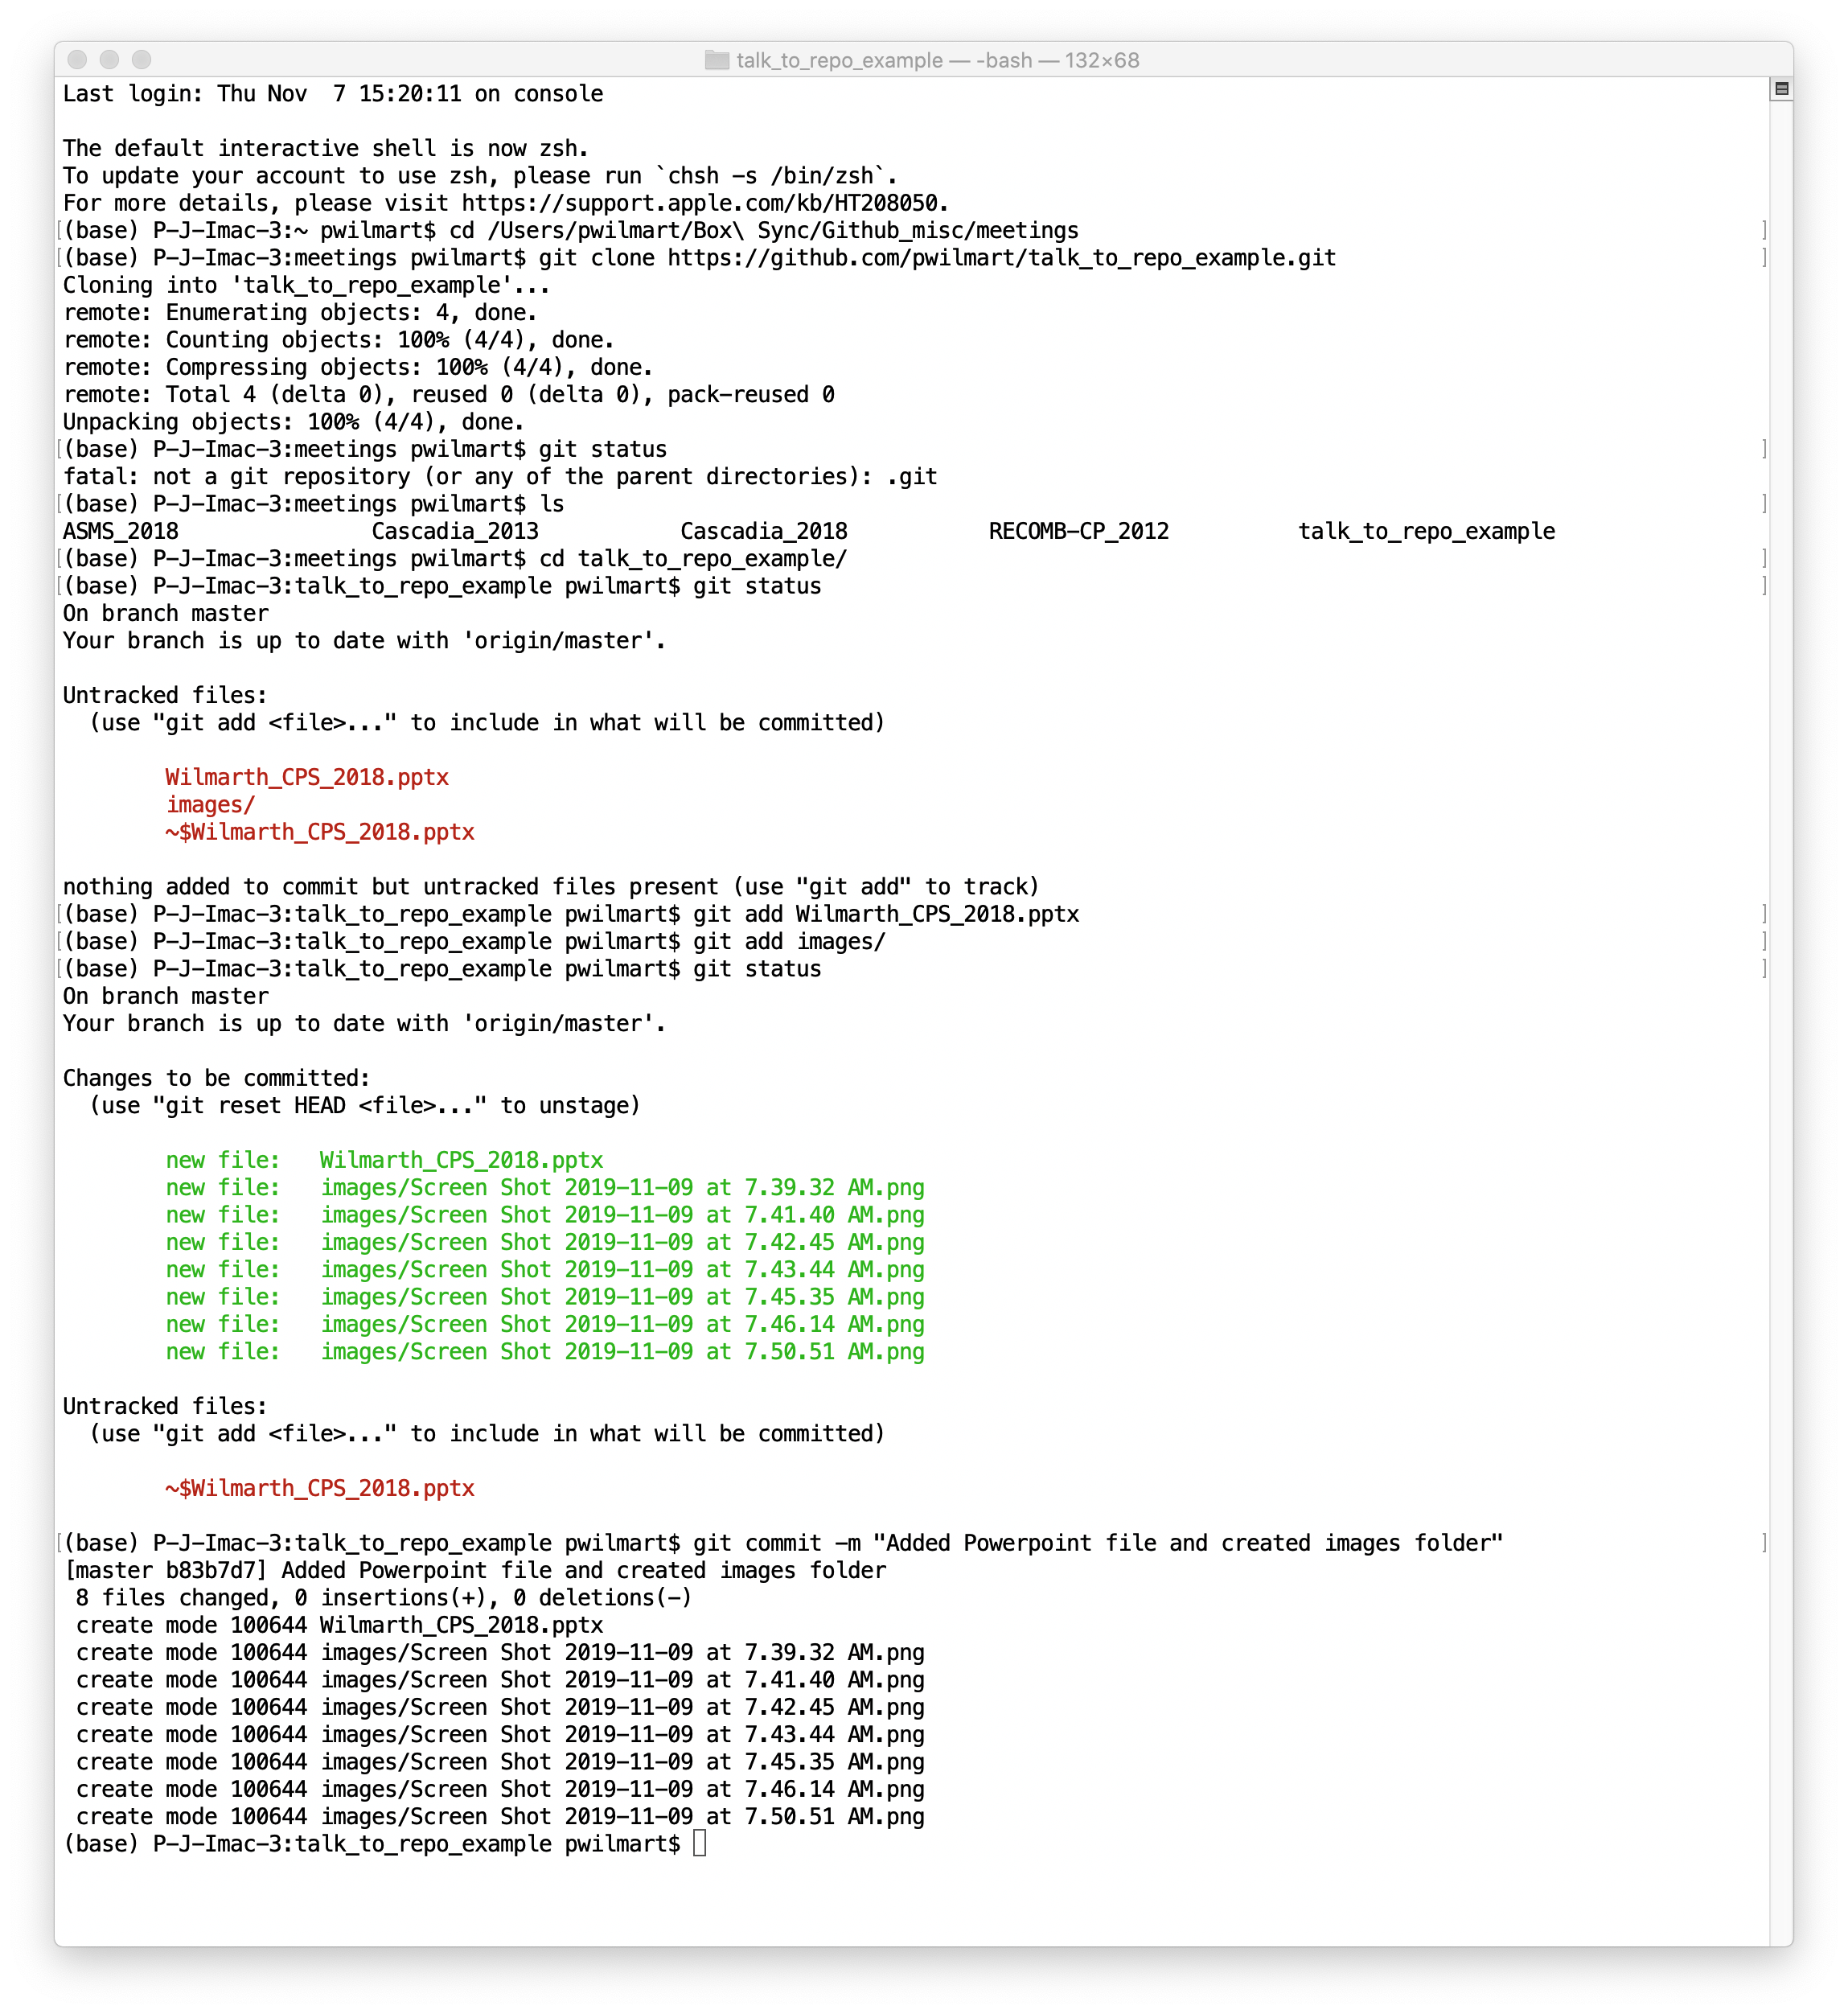 talk_to_repo_example — -bash — 132×68
Last login: Thu Nov  7 15:20:11 on console
The default interactive shell is now zsh.
To update your account to use zsh, please run `chsh -s /bin/zsh`.
For more details, please visit https://support.apple.com/kb/HT208050.
[(base) P-J-Imac-3:~ pwilmart$ cd /Users/pwilmart/Box\ Sync/Github_misc/meetings ]
[(base) P-J-Imac-3:meetings pwilmart$ git clone https://github.com/pwilmart/talk_to_repo_example.git ]
Cloning into 'talk_to_repo_example'...
remote: Enumerating objects: 4, done.
remote: Counting objects: 100% (4/4), done.
remote: Compressing objects: 100% (4/4), done.
remote: Total 4 (delta 0), reused 0 (delta 0), pack-reused 0
Unpacking objects: 100% (4/4), done.
[(base) P-J-Imac-3:meetings pwilmart$ git status ]
fatal: not a git repository (or any of the parent directories): .git
[(base) P-J-Imac-3:meetings pwilmart$ ls ]
ASMS_2018               Cascadia_2013           Cascadia_2018           RECOMB-CP_2012          talk_to_repo_example
[(base) P-J-Imac-3:meetings pwilmart$ cd talk_to_repo_example/ ]
[(base) P-J-Imac-3:talk_to_repo_example pwilmart$ git status ]
On branch master
Your branch is up to date with 'origin/master'.
Untracked files:
  (use "git add <file>..." to include in what will be committed)
        Wilmarth_CPS_2018.pptx
        images/
        ~$Wilmarth_CPS_2018.pptx
nothing added to commit but untracked files present (use "git add" to track)
[(base) P-J-Imac-3:talk_to_repo_example pwilmart$ git add Wilmarth_CPS_2018.pptx ]
[(base) P-J-Imac-3:talk_to_repo_example pwilmart$ git add images/ ]
[(base) P-J-Imac-3:talk_to_repo_example pwilmart$ git status ]
On branch master
Your branch is up to date with 'origin/master'.
Changes to be committed:
  (use "git reset HEAD <file>..." to unstage)
        new file:   Wilmarth_CPS_2018.pptx
        new file:   images/Screen Shot 2019-11-09 at 7.39.32 AM.png
        new file:   images/Screen Shot 2019-11-09 at 7.41.40 AM.png
        new file:   images/Screen Shot 2019-11-09 at 7.42.45 AM.png
        new file:   images/Screen Shot 2019-11-09 at 7.43.44 AM.png
        new file:   images/Screen Shot 2019-11-09 at 7.45.35 AM.png
        new file:   images/Screen Shot 2019-11-09 at 7.46.14 AM.png
        new file:   images/Screen Shot 2019-11-09 at 7.50.51 AM.png
Untracked files:
  (use "git add <file>..." to include in what will be committed)
        ~$Wilmarth_CPS_2018.pptx
[(base) P-J-Imac-3:talk_to_repo_example pwilmart$ git commit -m "Added Powerpoint file and created images folder" ]
[master b83b7d7] Added Powerpoint file and created images folder
 8 files changed, 0 insertions(+), 0 deletions(-)
 create mode 100644 Wilmarth_CPS_2018.pptx
 create mode 100644 images/Screen Shot 2019-11-09 at 7.39.32 AM.png
 create mode 100644 images/Screen Shot 2019-11-09 at 7.41.40 AM.png
 create mode 100644 images/Screen Shot 2019-11-09 at 7.42.45 AM.png
 create mode 100644 images/Screen Shot 2019-11-09 at 7.43.44 AM.png
 create mode 100644 images/Screen Shot 2019-11-09 at 7.45.35 AM.png
 create mode 100644 images/Screen Shot 2019-11-09 at 7.46.14 AM.png
 create mode 100644 images/Screen Shot 2019-11-09 at 7.50.51 AM.png
(base) P-J-Imac-3:talk_to_repo_example pwilmart$